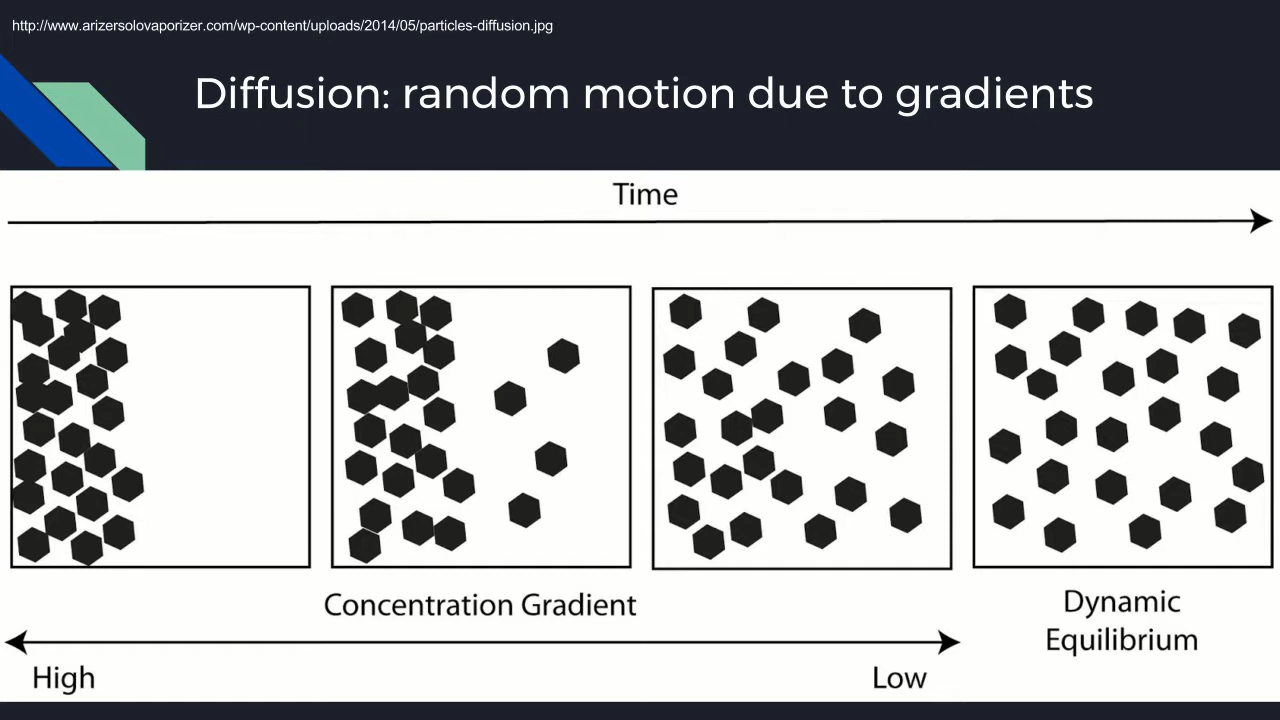 http://www.arizersolovaporizer.com/wp-content/uploads/2014/05/particles-diffusion.jpg
Diffusion: random motion due to gradients
Time
Concentration Gradient
High
Low
Dynamic
Equilibrium